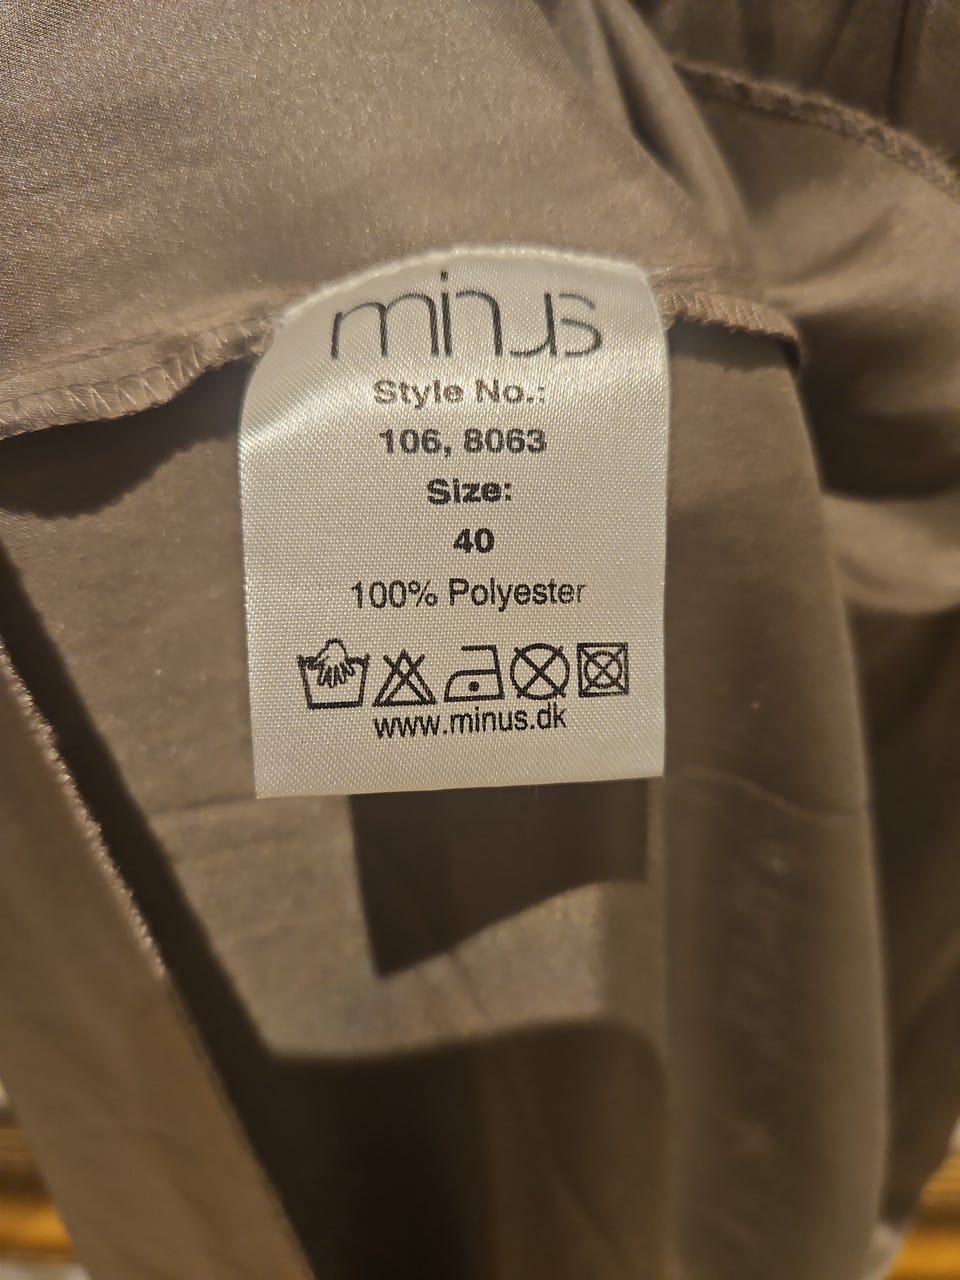 minus
Style No.:
106, 8063
Size:
40
100% Polyester
www.minus.dk